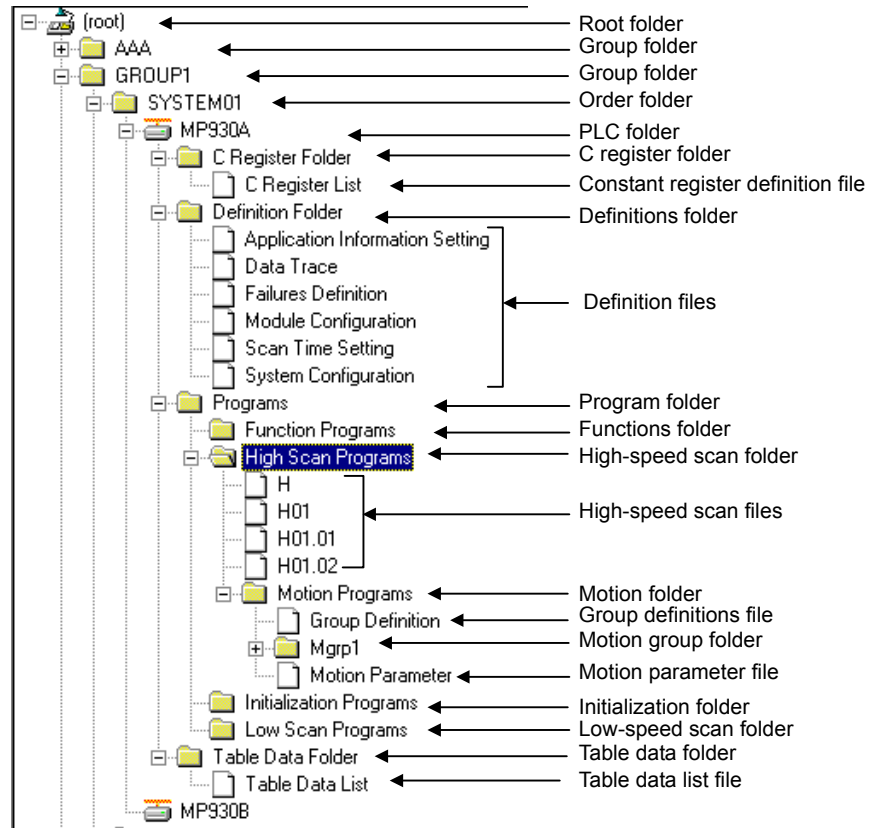 (root) Root folder
AAA Group folder
GROUP1 Group folder
SYSTEM01 Order folder
MP930A PLC folder
C Register Folder C register folder
C Register List Constant register definition file
Definition Folder Definitions folder
Application Information Setting
Data Trace
Failures Definition Definition files
Module Configuration
Scan Time Setting
System Configuration
Programs Program folder
Function Programs Functions folder
High Scan Programs High-speed scan folder
H
H01 High-speed scan files
H01.01
H01.02
Motion Programs Motion folder
Group Definition Group definitions file
Mgrp1 Motion group folder
Motion Parameter Motion parameter file
Initialization Programs Initialization folder
Low Scan Programs Low-speed scan folder
Table Data Folder Table data folder
Table Data List Table data list file
MP930B